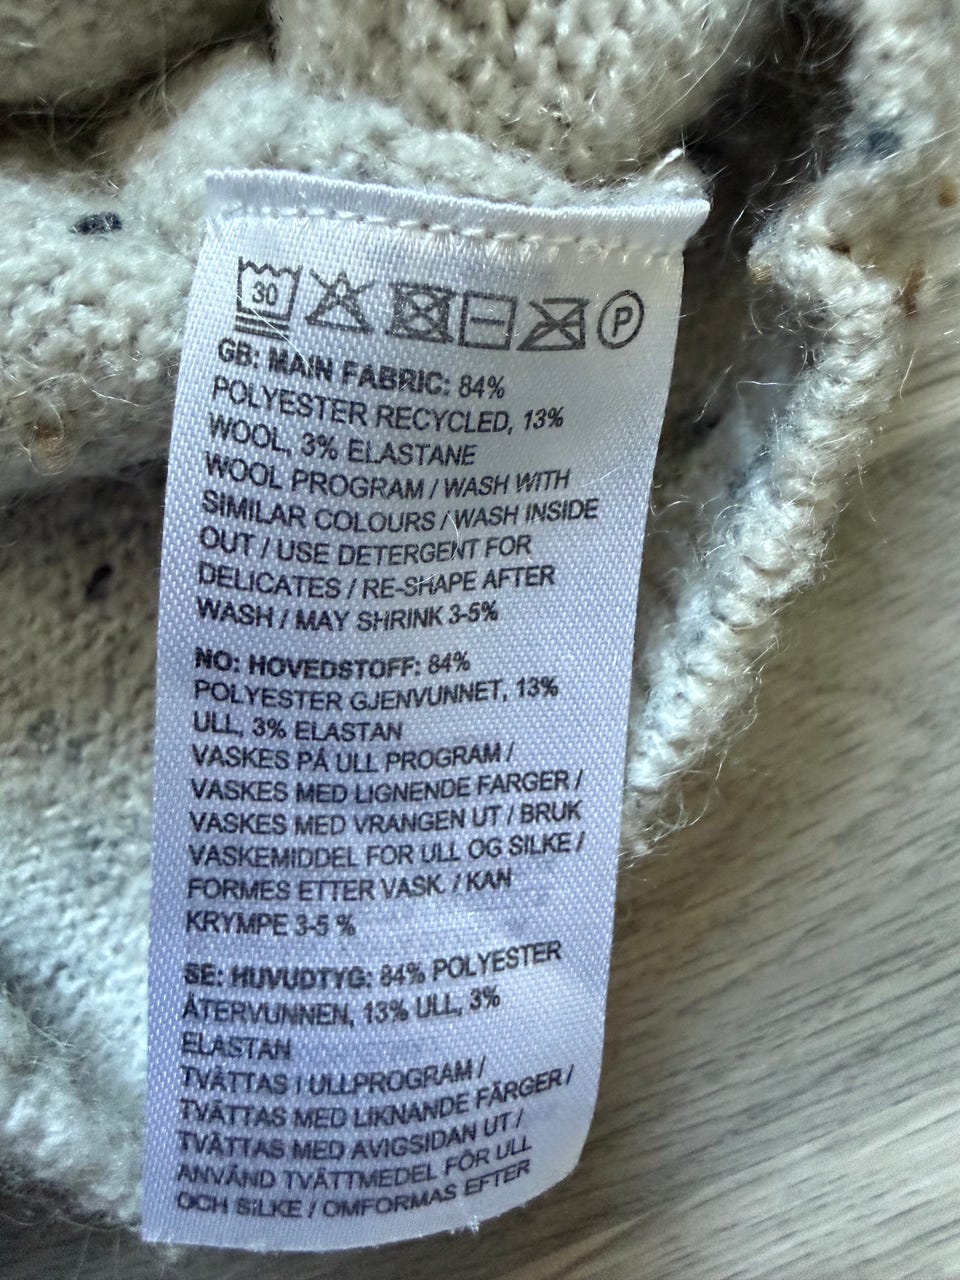 30 P
GB: MAIN FABRIC: 84%
POLYESTER RECYCLED, 13%
WOOL, 3% ELASTANE
WOOL PROGRAM / WASH WITH
SIMILAR COLOURS / WASH INSIDE
OUT / USE DETERGENT FOR
DELICATES / RE-SHAPE AFTER
WASH / MAY SHRINK 3-5%
NO: HOVEDSTOFF: 84%
POLYESTER GJENVUNNET, 13%
ULL, 3% ELASTAN
VASKES PÅ ULL PROGRAM /
VASKES MED LIGNENDE FARGER /
VASKES MED VRANGEN UT / BRUK
VASKEMIDDEL FOR ULL OG SILKE /
FORMES ETTER VASK. / KAN
KRYMPE 3-5 %
SE: HUVUDTYG: 84% POLYESTER
ÅTERVUNNEN, 13% ULL, 3%
ELASTAN
TVÄTTAS I ULLPROGRAM /
TVÄTTAS MED LIKNANDE FÄRGER /
TVÄTTAS MED AVIGSIDAN UT /
ANVÄND TVÄTTMEDEL FÖR ULL
OCH SILKE / OMFORMAS EFTER